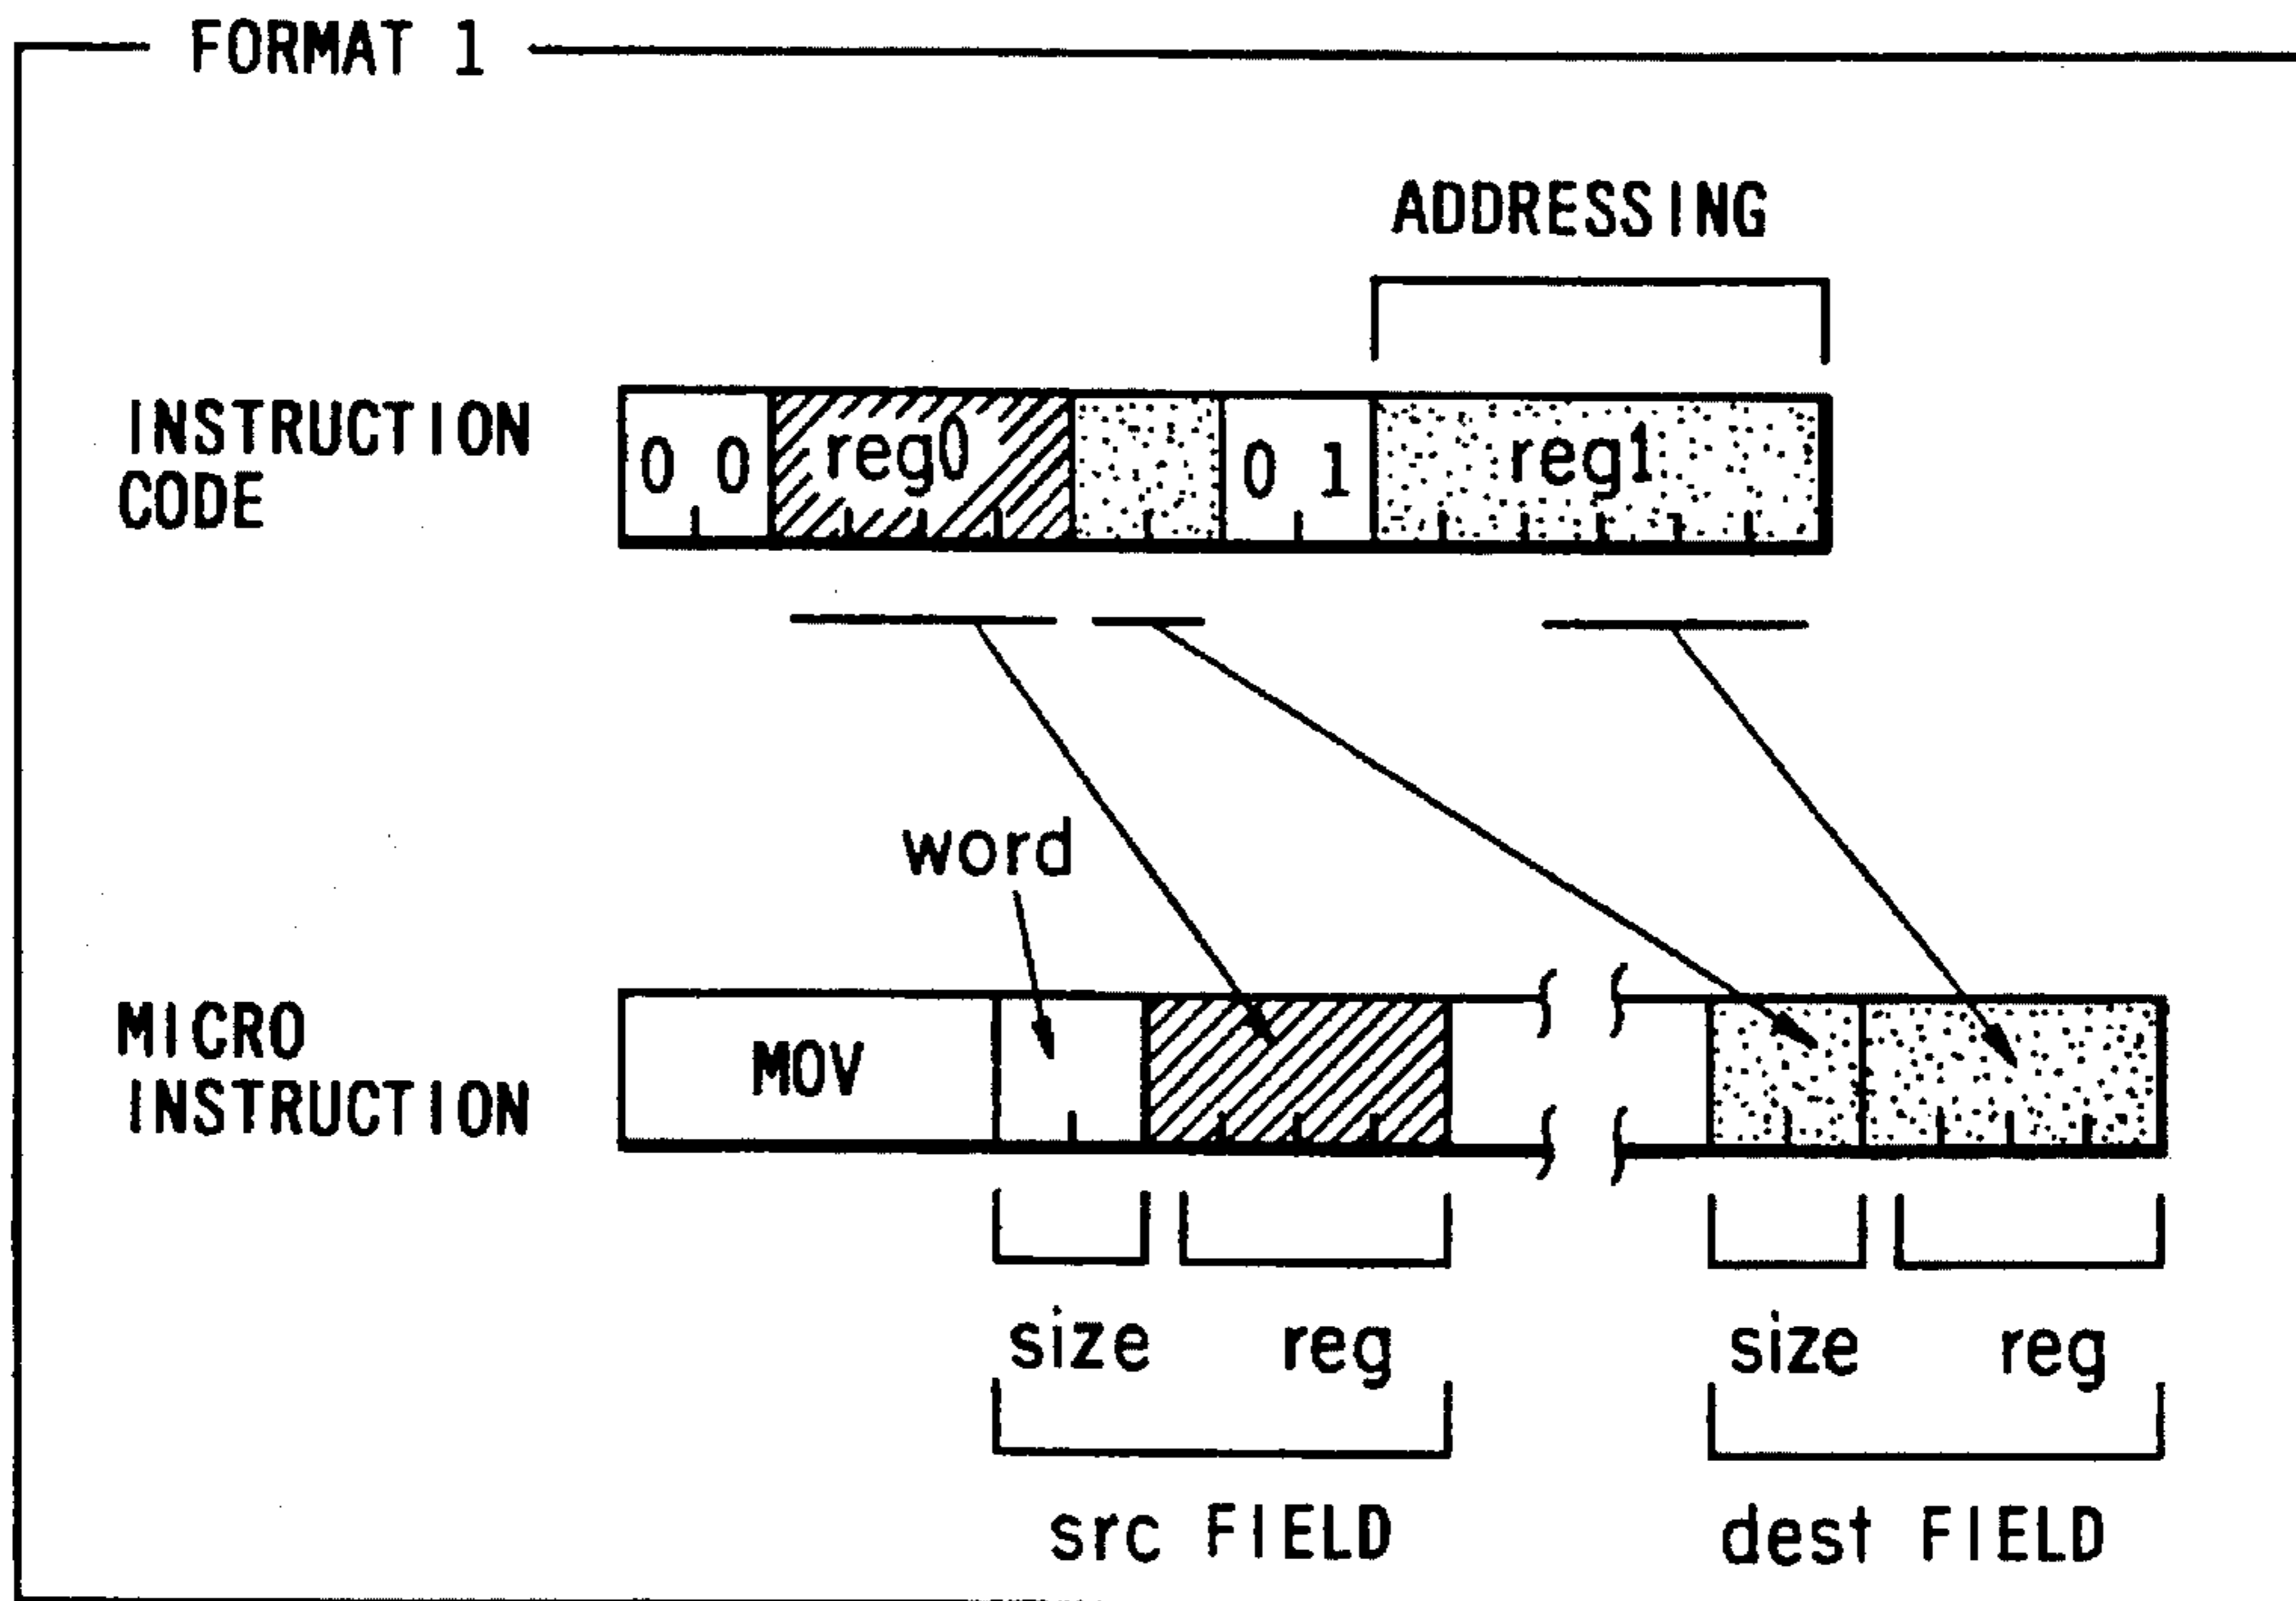 FORMAT 1
ADDRESSING
INSTRUCTION
CODE
0 0 reg0 0 1 reg1
word
MICRO
INSTRUCTION
MOV
size reg size reg
src FIELD dest FIELD